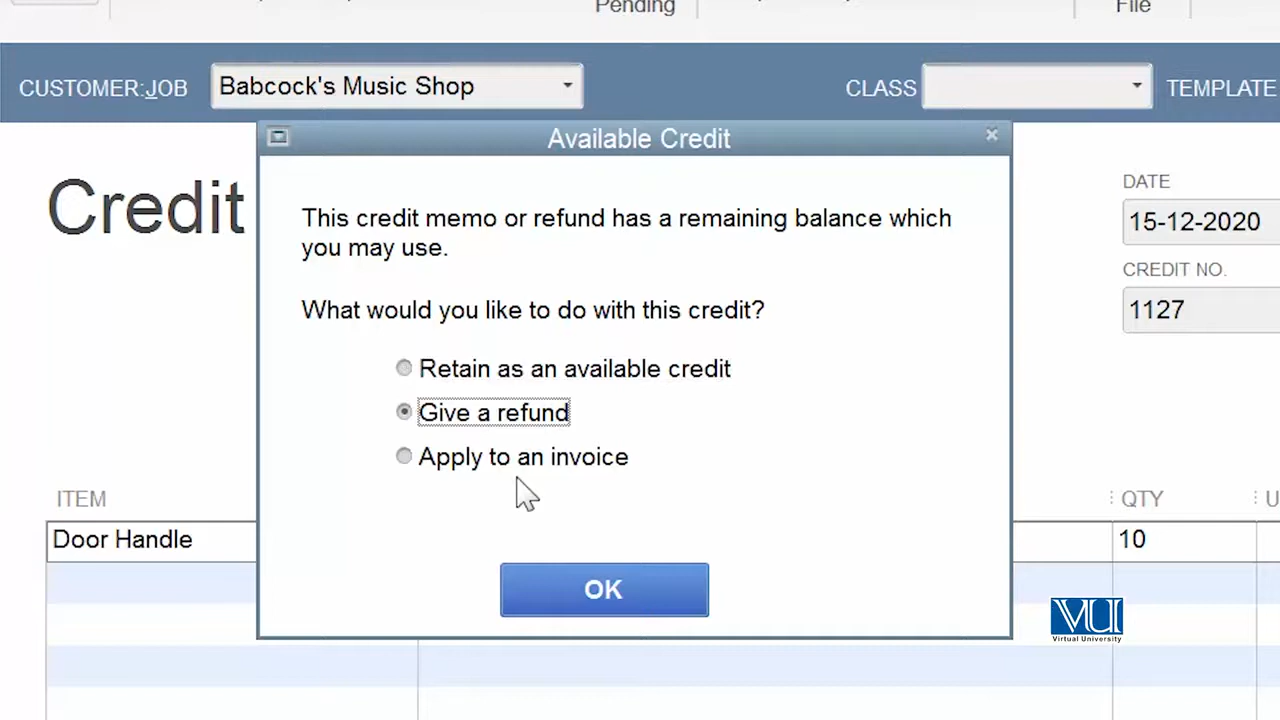 Pending
File
CUSTOMER:JOB
Babcock's Music Shop
CLASS
TEMPLATE
Available Credit
Credit
This credit memo or refund has a remaining balance which
you may use.
What would you like to do with this credit?
Retain as an available credit
Give a refund
Apply to an invoice
OK
DATE
15-12-2020
CREDIT NO.
1127
ITEM
QTY
U
Door Handle
10
VU
Virtual University